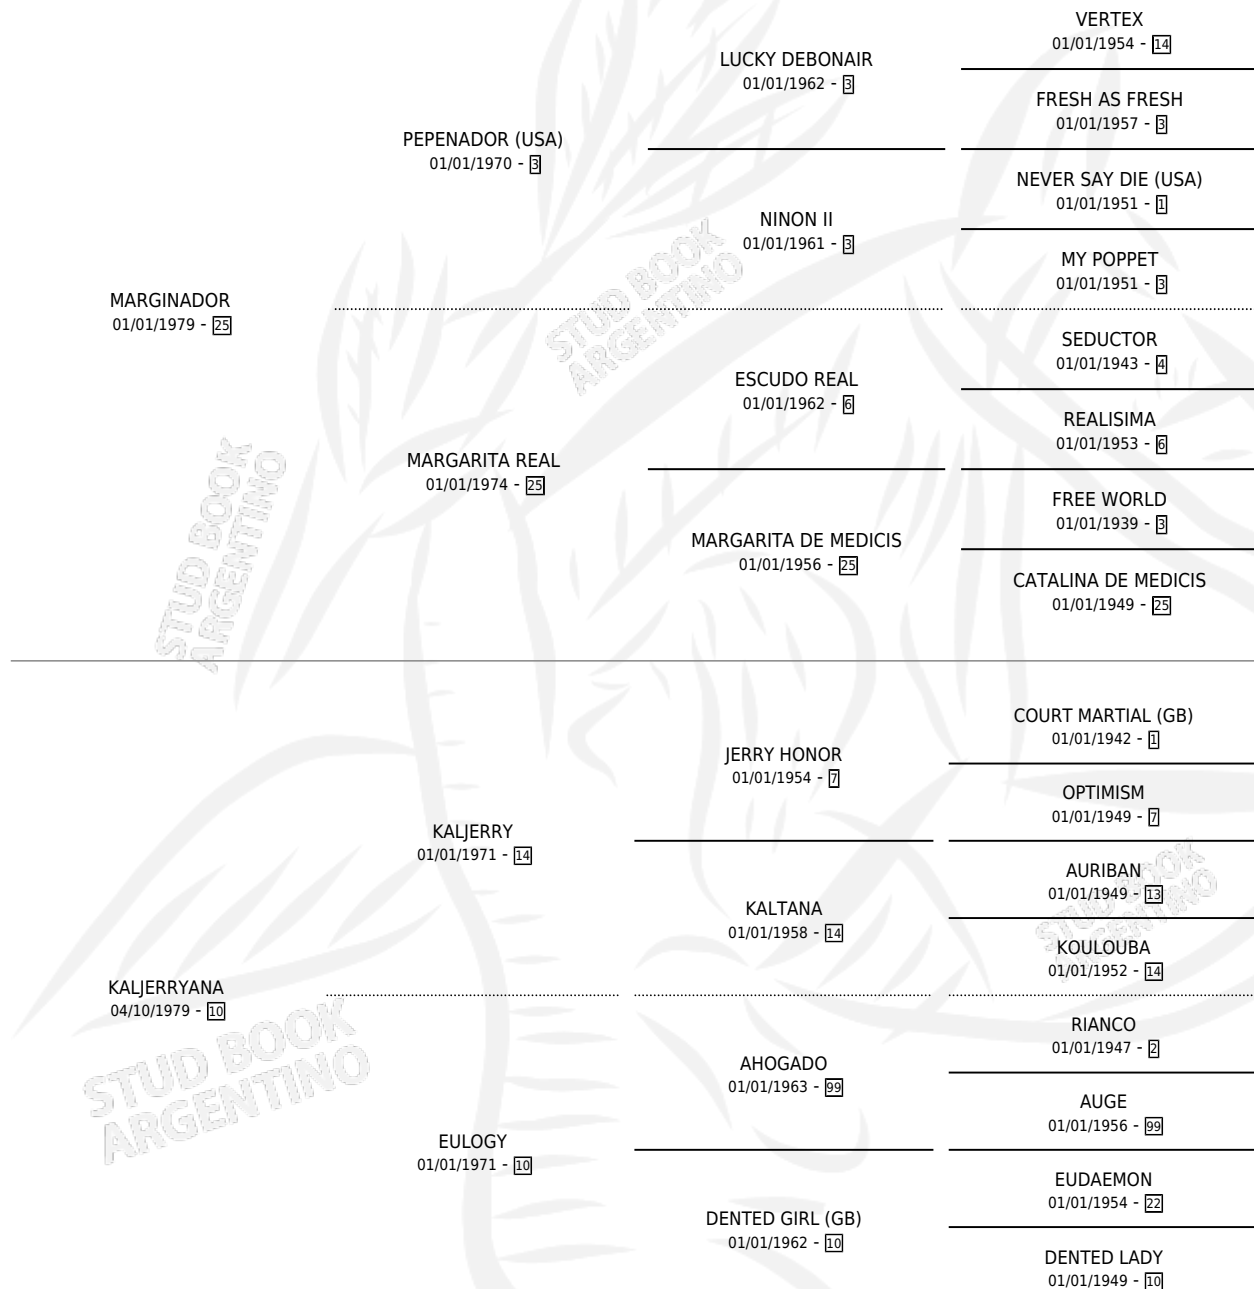 VERTEX
01/01/1954 - 14
LUCKY DEBONAIR
01/01/1962 - 3
FRESH AS FRESH
01/01/1957 - 3
PEPENADOR (USA)
01/01/1970 - 3
NEVER SAY DIE (USA)
01/01/1951 - 1
NINON II
01/01/1961 - 3
MY POPPET
01/01/1951 - 3
MARGINADOR
01/01/1979 - 25
SEDUCTOR
01/01/1943 - 4
ESCUDO REAL
01/01/1962 - 6
REALISIMA
01/01/1953 - 6
MARGARITA REAL
01/01/1974 - 25
FREE WORLD
01/01/1939 - 3
MARGARITA DE MEDICIS
01/01/1956 - 25
CATALINA DE MEDICIS
01/01/1949 - 25
COURT MARTIAL (GB)
01/01/1942 - 1
JERRY HONOR
01/01/1954 - 7
OPTIMISM
01/01/1949 - 7
KALJERRY
01/01/1971 - 14
AURIBAN
01/01/1949 - 13
KALTANA
01/01/1958 - 14
KOULOUBA
01/01/1952 - 14
KALJERRYANA
04/10/1979 - 10
RIANCO
01/01/1947 - 2
AHOGADO
01/01/1963 - 99
AUGE
01/01/1956 - 99
EULOGY
01/01/1971 - 10
EUDAEMON
01/01/1954 - 22
DENTED GIRL (GB)
01/01/1962 - 10
DENTED LADY
01/01/1949 - 10
STUD BOOK
ARGENTINO
STUD BOOK
ARGENTINO
STUD BOOK
ARGENTINO
STUD BOOK
ARGENTINO